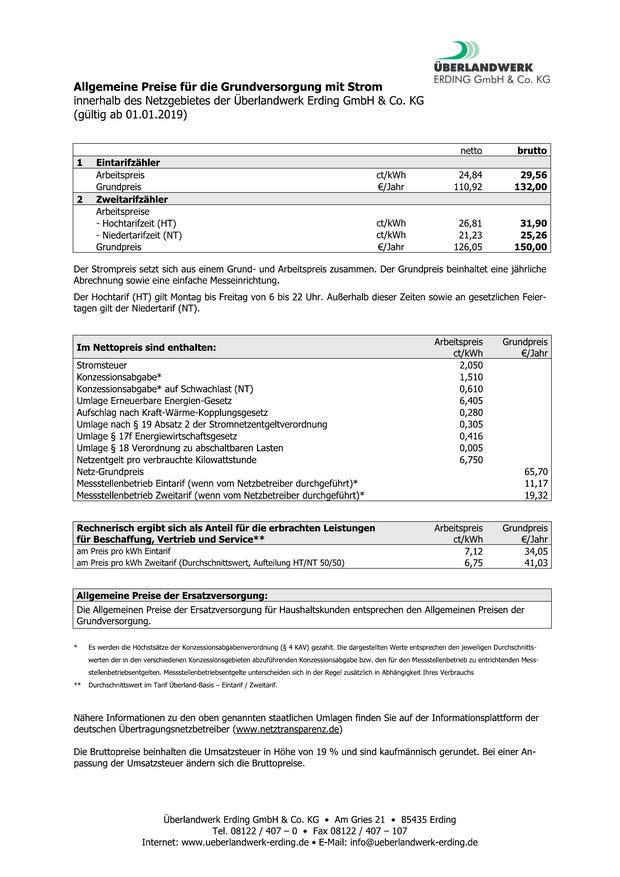 ÜBERLANDWERK
ERDING GmbH & Co. KG
Allgemeine Preise für die Grundversorgung mit Strom
innerhalb des Netzgebietes der Überlandwerk Erding GmbH & Co. KG
(gültig ab 01.01.2019)
netto brutto
1 Eintarifzähler
Arbeitspreis ct/kWh 24,84 29,56
Grundpreis €/Jahr 110,92 132,00
2 Zweitarifzähler
Arbeitspreise
- Hochtarifzeit (HT) ct/kWh 26,81 31,90
- Niedertarifzeit (NT) ct/kWh 21,23 25,26
Grundpreis €/Jahr 126,05 150,00
Der Strompreis setzt sich aus einem Grund- und Arbeitspreis zusammen. Der Grundpreis beinhaltet eine jährliche
Abrechnung sowie eine einfache Messeinrichtung.
Der Hochtarif (HT) gilt Montag bis Freitag von 6 bis 22 Uhr. Außerhalb dieser Zeiten sowie an gesetzlichen Feier-
tagen gilt der Niedertarif (NT).
Im Nettopreis sind enthalten: Arbeitspreis Grundpreis
ct/kWh €/Jahr
Stromsteuer 2,050
Konzessionsabgabe* 1,510
Konzessionsabgabe* auf Schwachlast (NT) 0,610
Umlage Erneuerbare Energien-Gesetz 6,405
Aufschlag nach Kraft-Wärme-Kopplungsgesetz 0,280
Umlage nach § 19 Absatz 2 der Stromnetzentgeltverordnung 0,305
Umlage § 17f Energiewirtschaftsgesetz 0,416
Umlage § 18 Verordnung zu abschaltbaren Lasten 0,005
Netzentgelt pro verbrauchte Kilowattstunde 6,750
Netz-Grundpreis 65,70
Messstellenbetrieb Eintarif (wenn vom Netzbetreiber durchgeführt)* 11,17
Messstellenbetrieb Zweitarif (wenn vom Netzbetreiber durchgeführt)* 19,32
Rechnerisch ergibt sich als Anteil für die erbrachten Leistungen Arbeitspreis Grundpreis
für Beschaffung, Vertrieb und Service** ct/kWh €/Jahr
am Preis pro kWh Eintarif 7,12 34,05
am Preis pro kWh Zweitarif (Durchschnittswert, Aufteilung HT/NT 50/50) 6,75 41,03
Allgemeine Preise der Ersatzversorgung:
Die Allgemeinen Preise der Ersatzversorgung für Haushaltskunden entsprechen den Allgemeinen Preisen der
Grundversorgung.
* Es werden die Höchstsätze der Konzessionsabgabenverordnung (§ 4 KAV) gezahlt. Die dargestellten Werte entsprechen den jeweiligen Durchschnitts-
werten der in den verschiedenen Konzessionsgebieten abzuführenden Konzessionsabgabe bzw. den für den Messstellenbetrieb zu entrichtenden Mess-
stellenbetriebsentgelten. Messstellenbetriebsentgelte unterscheiden sich in der Regel zusätzlich in Abhängigkeit Ihres Verbrauchs
** Durchschnittswert im Tarif Überland-Basis – Eintarif / Zweitarif.
Nähere Informationen zu den oben genannten staatlichen Umlagen finden Sie auf der Informationsplattform der
deutschen Übertragungsnetzbetreiber (www.netztransparenz.de)
Die Bruttopreise beinhalten die Umsatzsteuer in Höhe von 19 % und sind kaufmännisch gerundet. Bei einer An-
passung der Umsatzsteuer ändern sich die Bruttopreise.
Überlandwerk Erding GmbH & Co. KG • Am Gries 21 • 85435 Erding
Tel. 08122 / 407 – 0 • Fax 08122 / 407 – 107
Internet: www.ueberlandwerk-erding.de • E-Mail: info@ueberlandwerk-erding.de